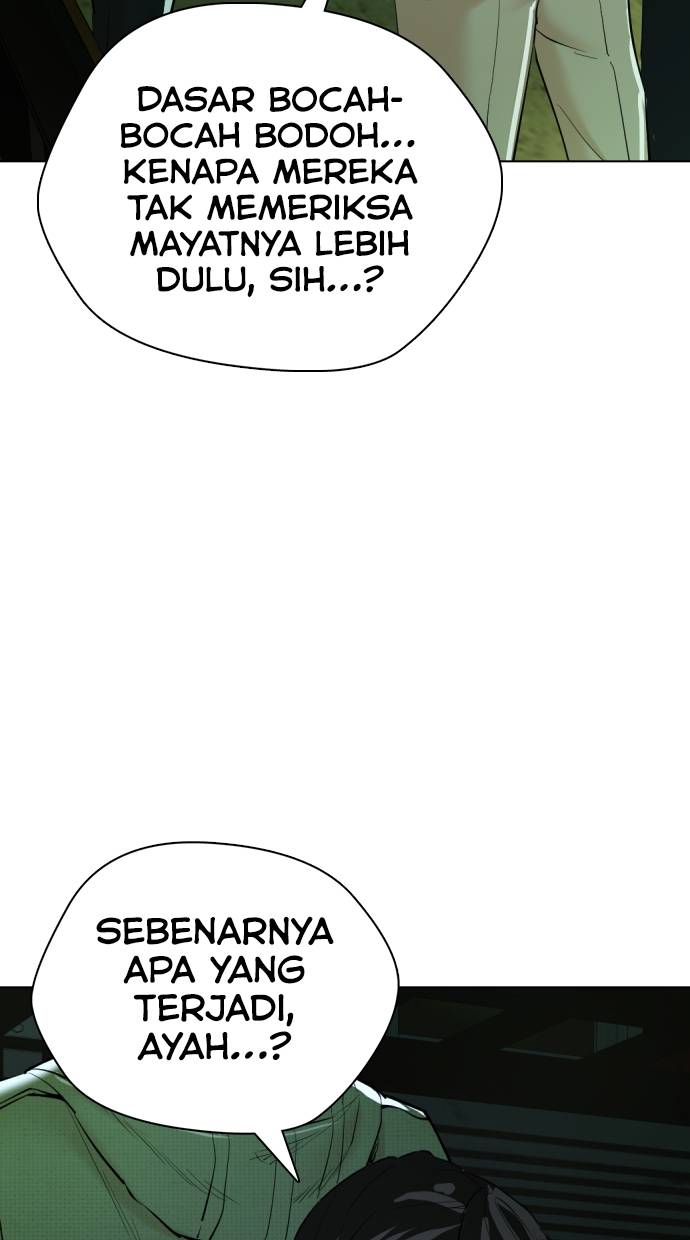 DASAR BOCAH-
BOCAH BODOH...
KENAPA MEREKA
TAK MEMERIKSA
MAYATNYA LEBIH
DULU, SIH...?
SEBENARNYA
APA YANG
TERJADI,
AYAH...?